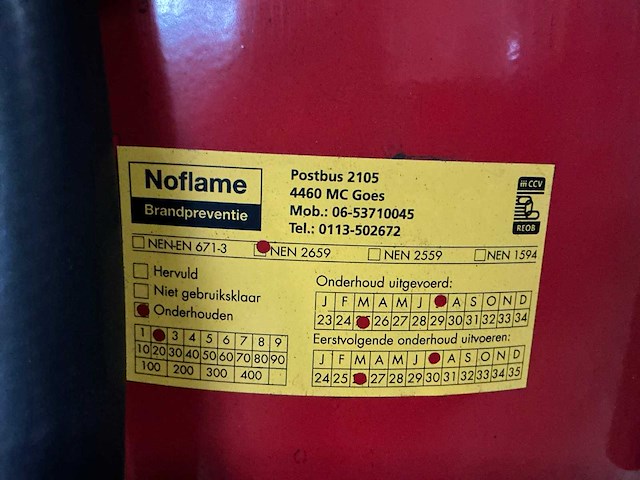 Noflame
Brandpreventie
Postbus 2105
4460 MC Goes
Mob.: 06-53710045
Tel.: 0113-502672
CCV
REOB
NEN-EN 671-3 NEN 2659 NEN 2559 NEN 1594
Hervuld
Niet gebruiksklaar
Onderhouden
1 3 4 5 6 7 8 9
10 20 30 40 50 60 70 80 90
100 200 300 400
Onderhoud uitgevoerd:
J F M A M J A S O N D
23 24 26 27 28 29 30 31 32 33 34
Eerstvolgende onderhoud uitvoeren:
J F M A M J A S O N D
24 25 27 28 29 30 31 32 33 34 35